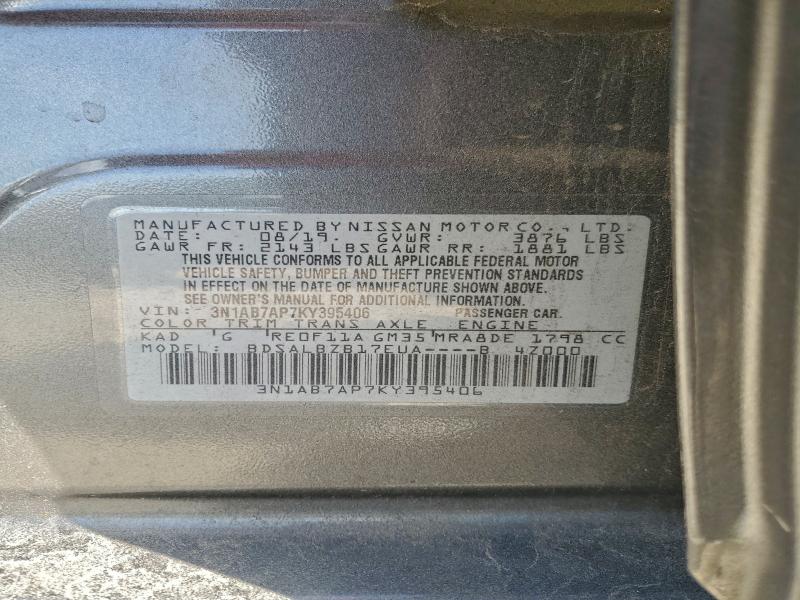 MANUFACTURED BY NISSAN MOTOR CO., LTD.
DATE: 08/19. GVWR: 3876 LBS
GAWR FR: 2143 LBS GAWR RR: 1881 LBS
THIS VEHICLE CONFORMS TO ALL APPLICABLE FEDERAL MOTOR
VEHICLE SAFETY, BUMPER AND THEFT PREVENTION STANDARDS
IN EFFECT ON THE DATE OF MANUFACTURE SHOWN ABOVE.
SEE OWNER'S MANUAL FOR ADDITIONAL INFORMATION.
VIN: 3N1AB7AP7KY395406 PASSENGER CAR.
COLOR TRIM TRANS AXLE ENGINE
KAD G RE0F11A GM35 MRA8DE 1798 CC
MODEL: BDSALBZB17EUA----B 4Z000
3N1AB7AP7KY395406